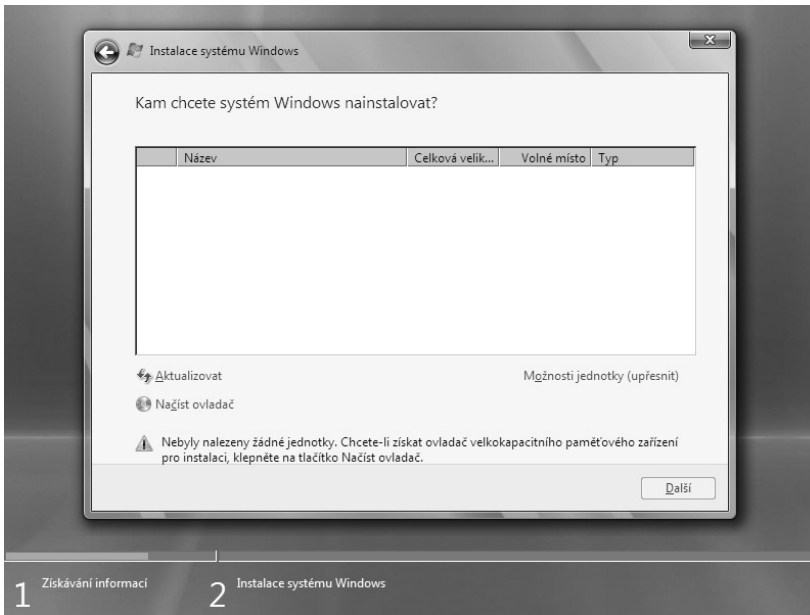 Instalace systému Windows
Kam chcete systém Windows nainstalovat?
Název Celková velik... Volné místo Typ
Aktualizovat Možnosti jednotky (upřesnit)
Načíst ovladač
Nebyly nalezeny žádné jednotky. Chcete-li získat ovladač velkokapacitního paměťového zařízení
pro instalaci, klepněte na tlačítko Načíst ovladač.
Další
1 Získávání informací 2 Instalace systému Windows